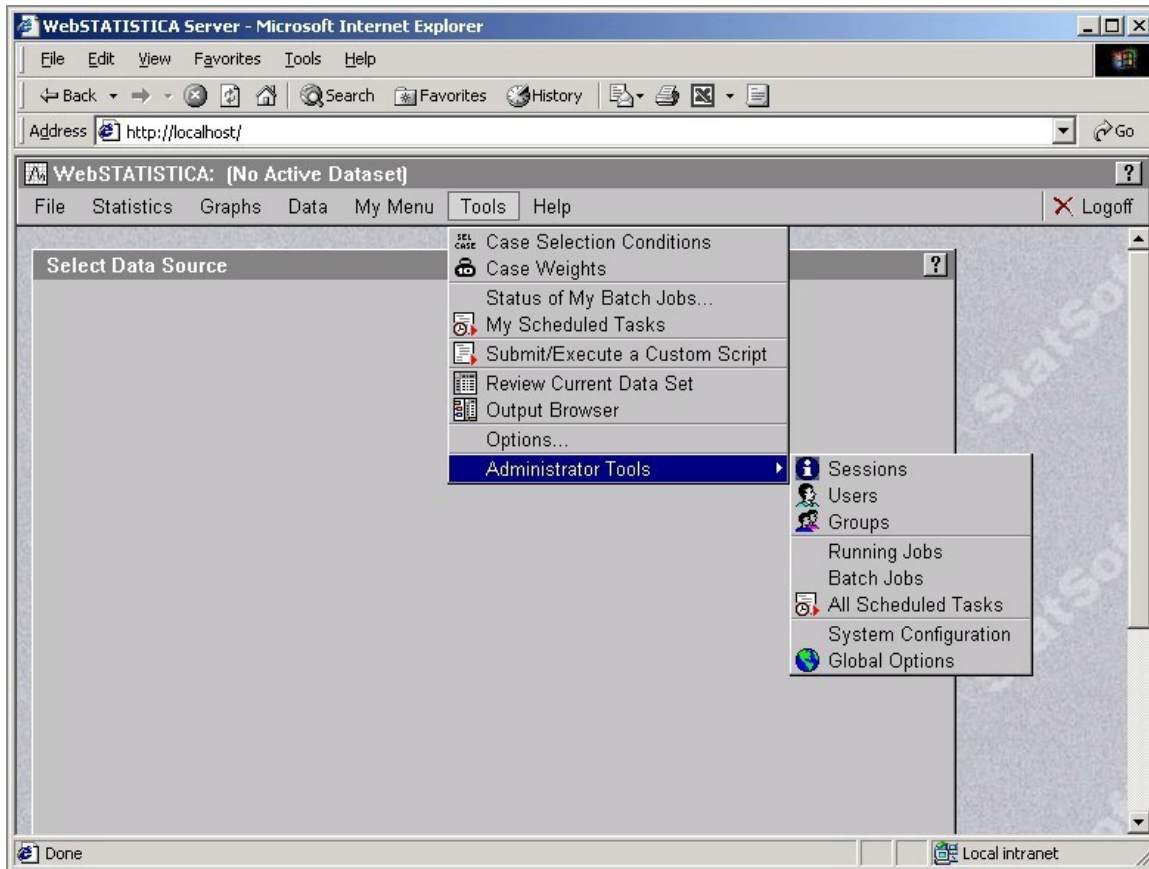 WebSTATISTICA Server - Microsoft Internet Explorer
File Edit View Favorites Tools Help
Back Search Favorites History
Address http://localhost/ Go
WebSTATISTICA: (No Active Dataset) ?
File Statistics Graphs Data My Menu Tools Help Logoff
Select Data Source ?
SEL CASE Case Selection Conditions
Case Weights
Status of My Batch Jobs...
My Scheduled Tasks
Submit/Execute a Custom Script
Review Current Data Set
Output Browser
Options...
Administrator Tools
Sessions
Users
Groups
Running Jobs
Batch Jobs
All Scheduled Tasks
System Configuration
Global Options
StatSoft
StatSoft
Done Local intranet